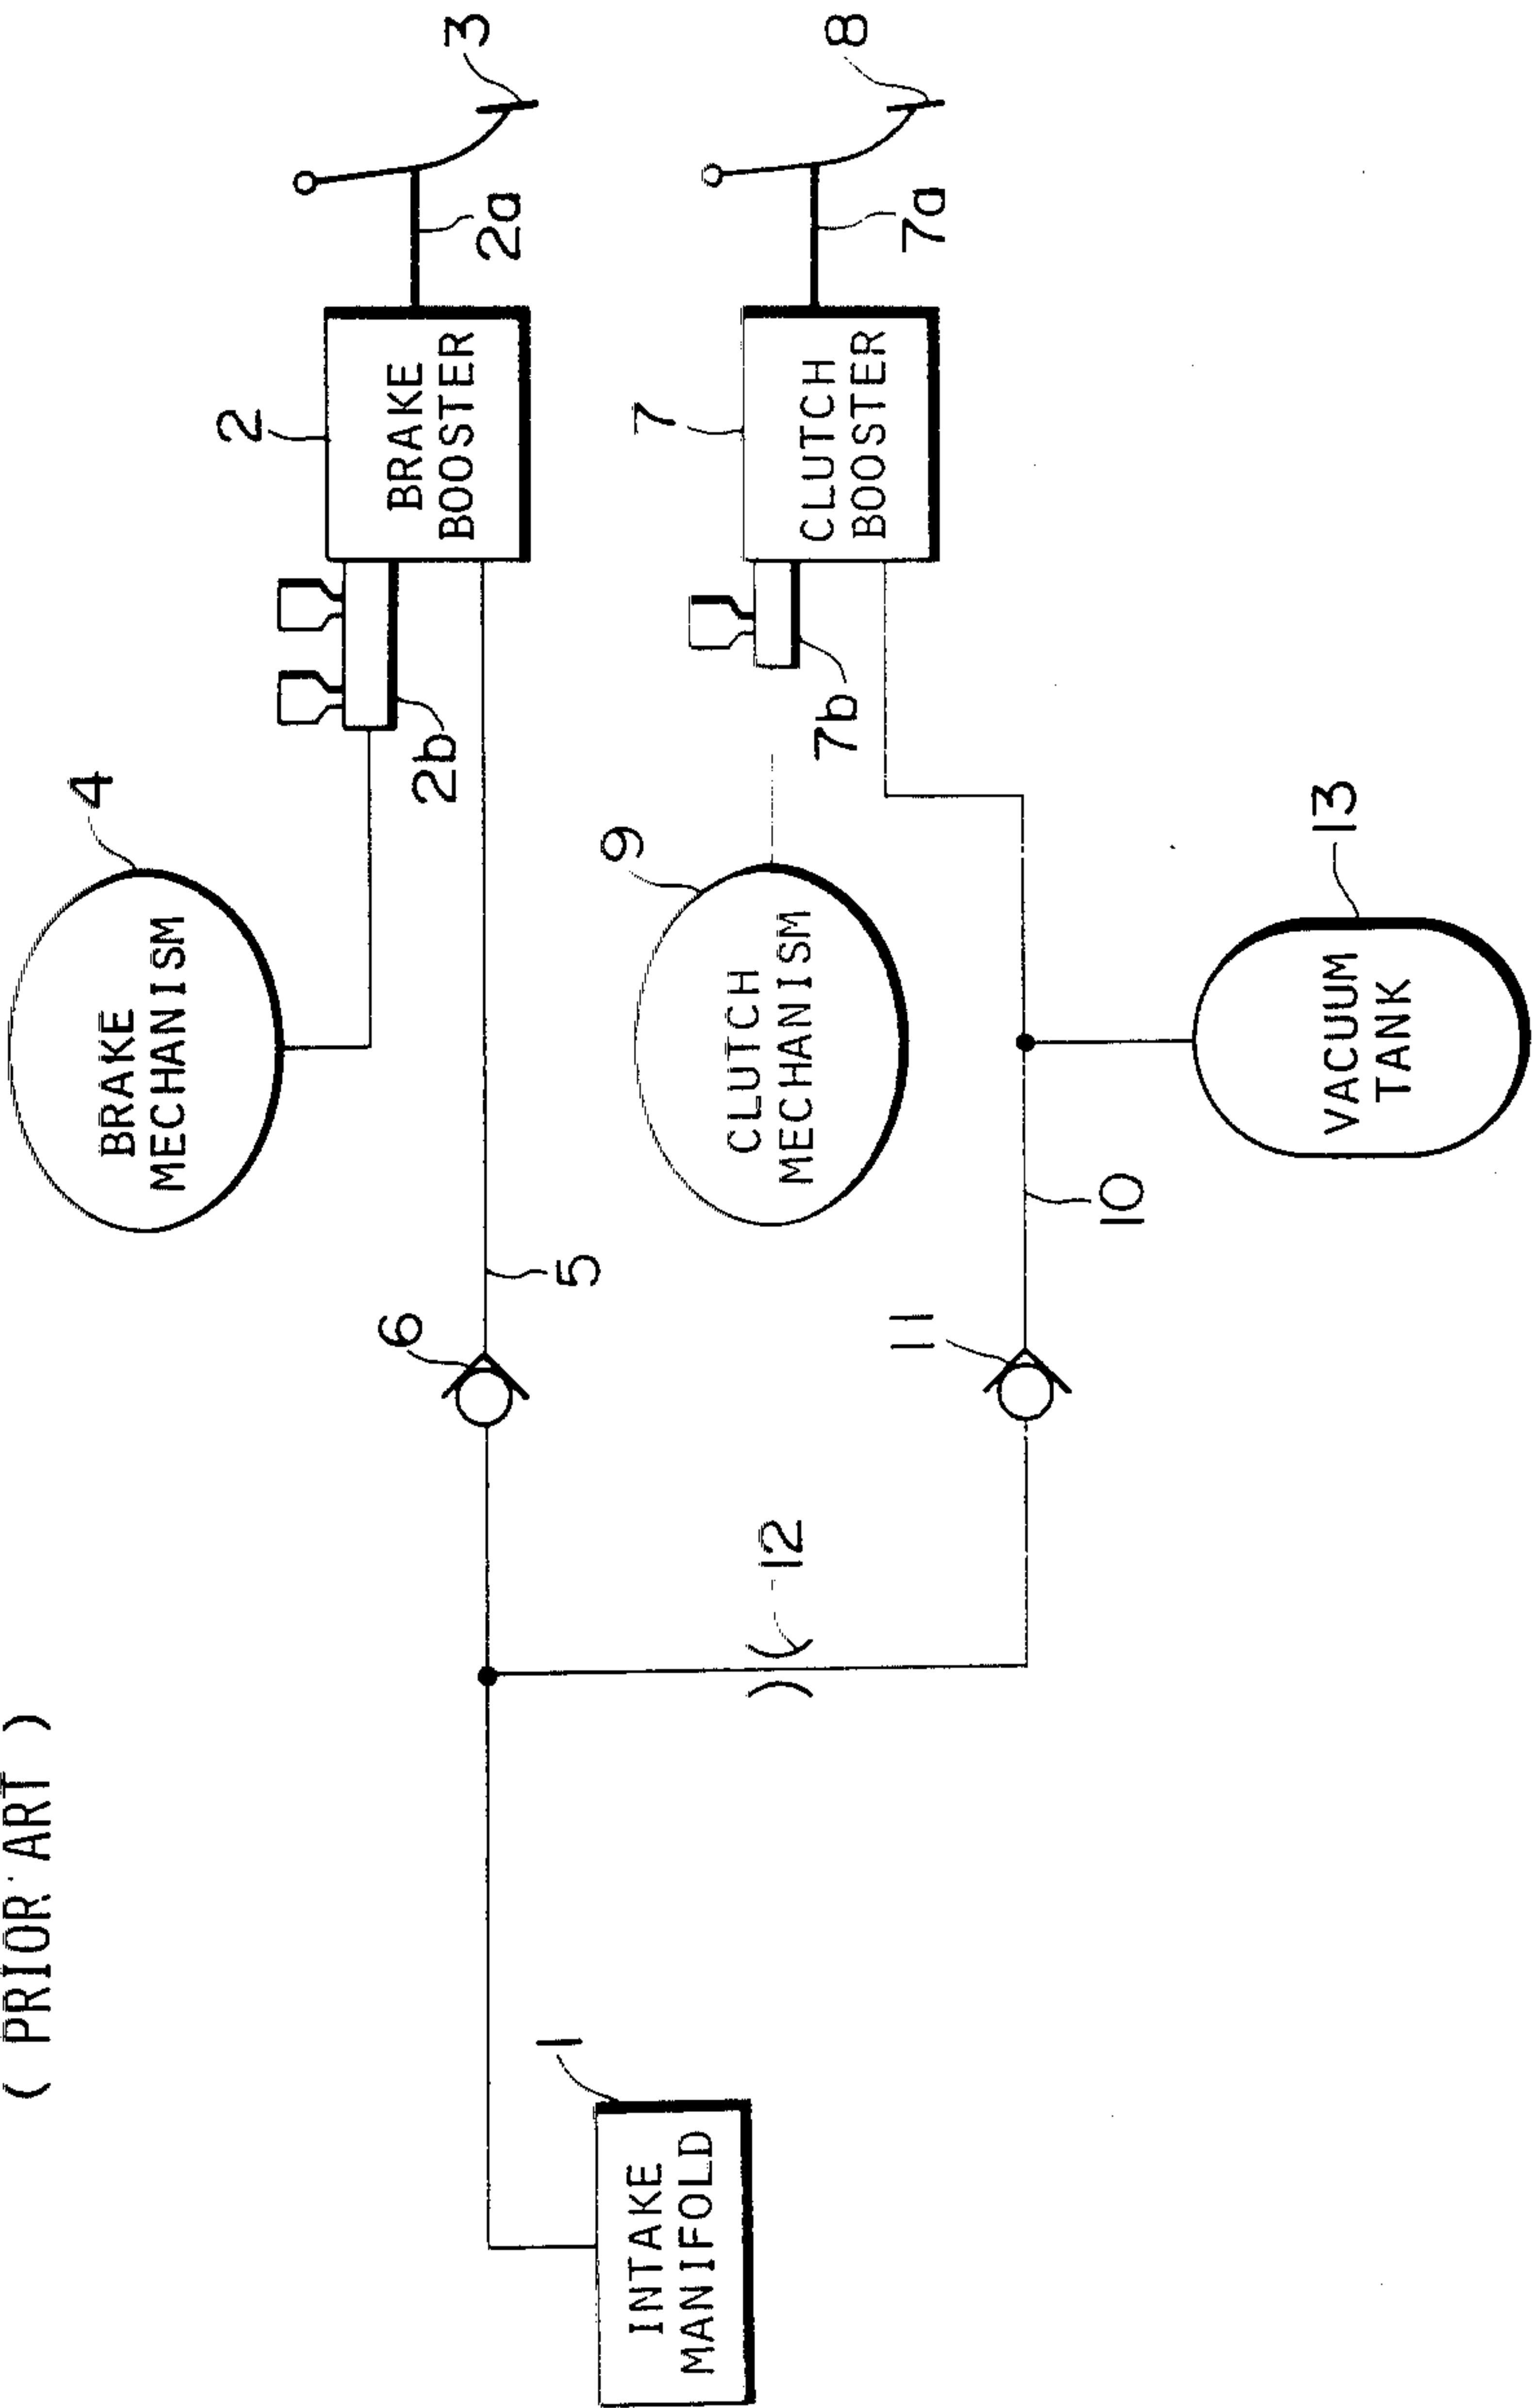 ( PRIOR ART )
3
8
2a
7a
2
BRAKE
BOOSTER
7
CLUTCH
BOOSTER
2b
7b
4
BRAKE
MECHANISM
9
CLUTCH
MECHANISM
13
VACUUM
TANK
5
10
6
11
12
1
INTAKE
MANIFOLD